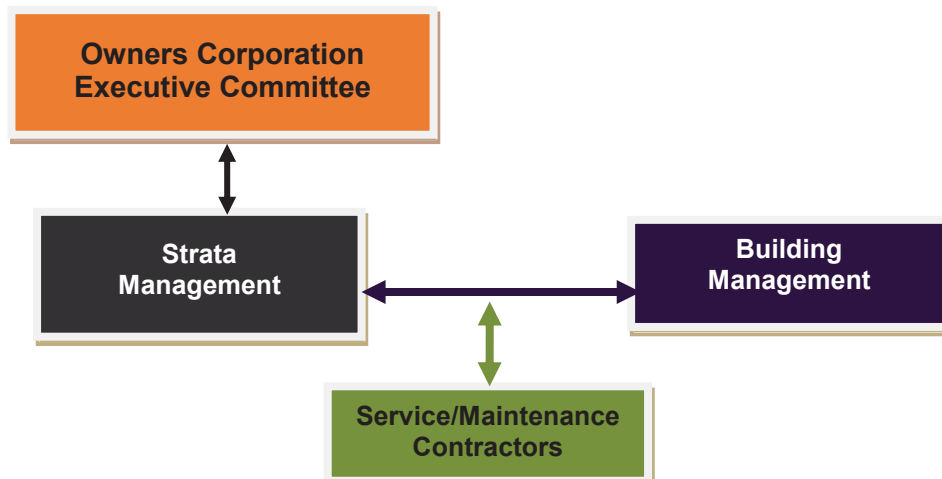 Owners Corporation
Executive Committee
Strata
Management
Building
Management
Service/Maintenance
Contractors